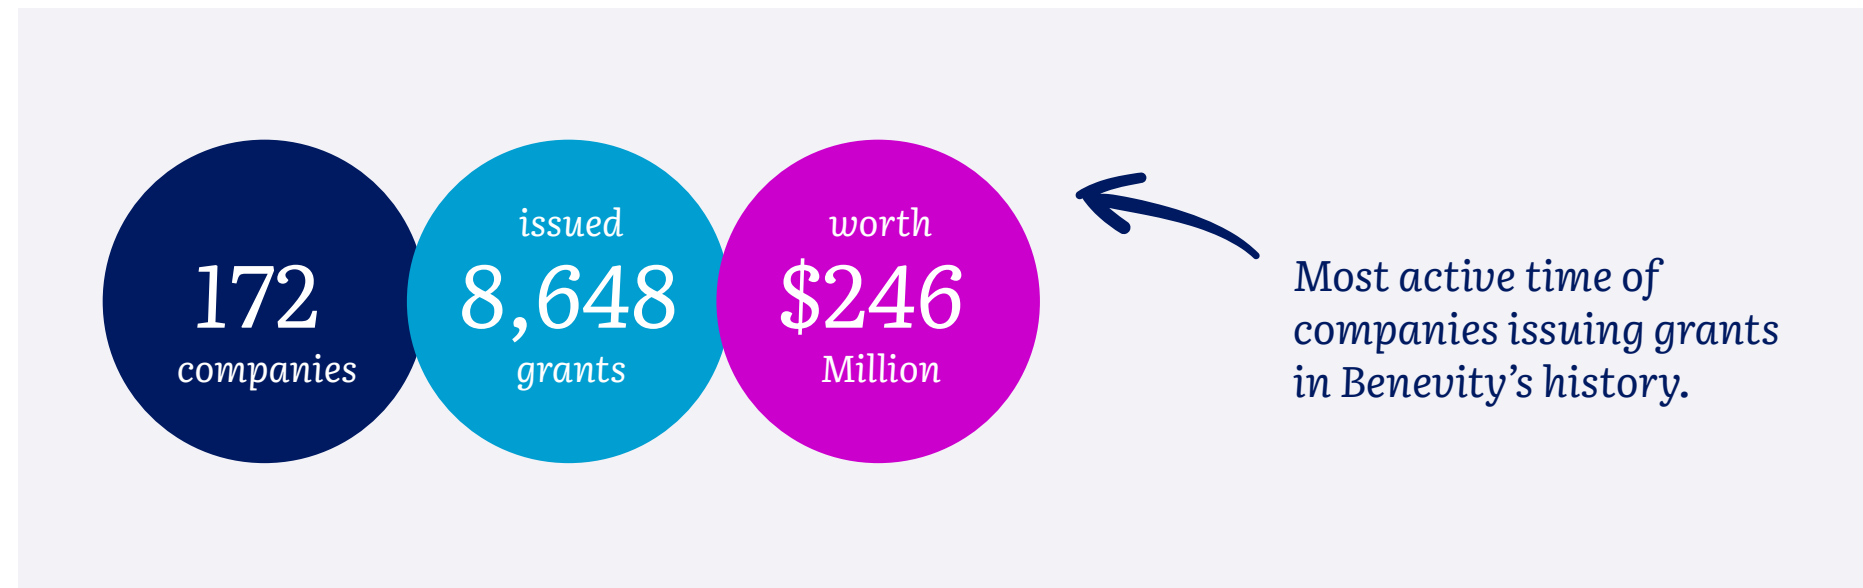 172
companies
issued
8,648
grants
worth
$246
Million
Most active time of
companies issuing grants
in Benevity’s history.